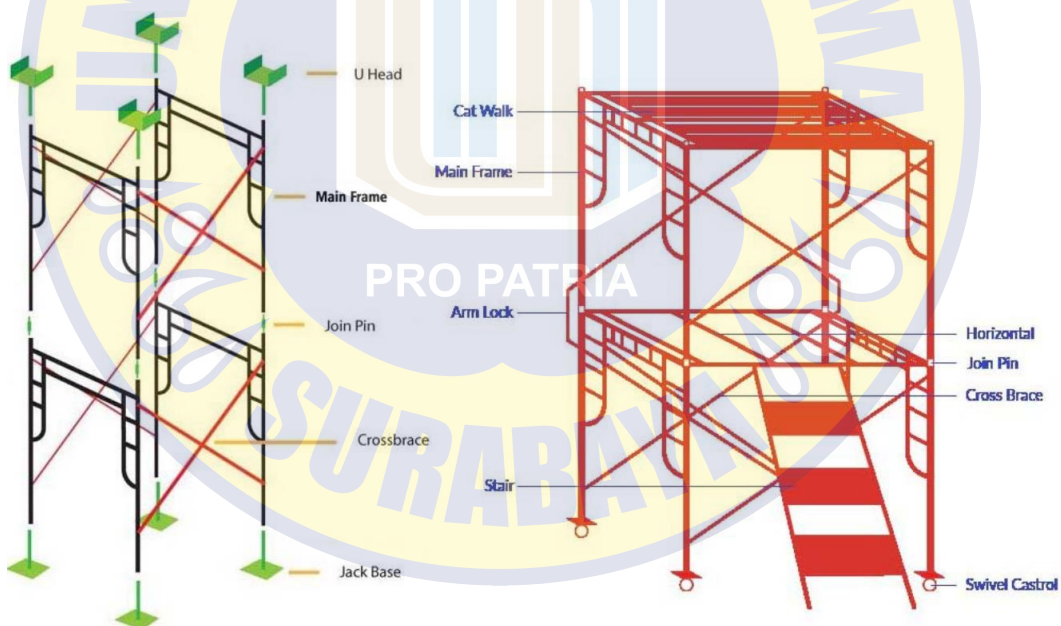 U Head
Main Frame
Join Pin
Crossbrace
Jack Base
Cat Walk
Main Frame
Arm Lock
Stair
Horizontal
Join Pin
Cross Brace
Swivel Castrol
PRO PATRIA
SURABAYA